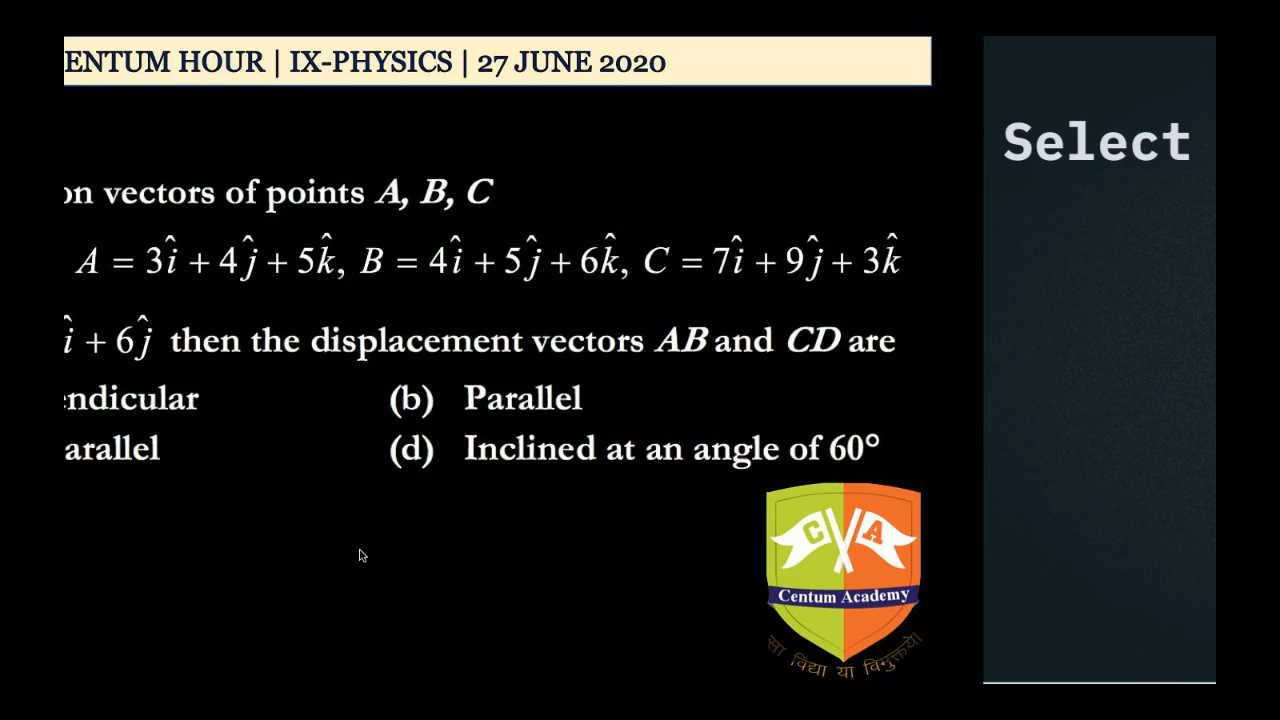 ENTUM HOUR | IX-PHYSICS | 27 JUNE 2020
Select
on vectors of points A, B, C
A = 3î + 4ĵ + 5k̂, B = 4î + 5ĵ + 6k̂, C = 7î + 9ĵ + 3k̂
î + 6ĵ then the displacement vectors AB and CD are
endicular (b) Parallel
arallel (d) Inclined at an angle of 60°
C A
Centum Academy
सा विद्या या विमुक्तये।